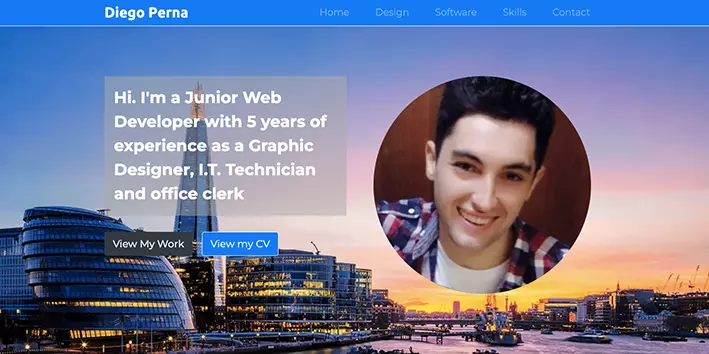 Diego Perna
Home Design Software Skills Contact
Hi. I'm a Junior Web
Developer with 5 years of
experience as a Graphic
Designer, I.T. Technician
and office clerk
View My Work View my CV